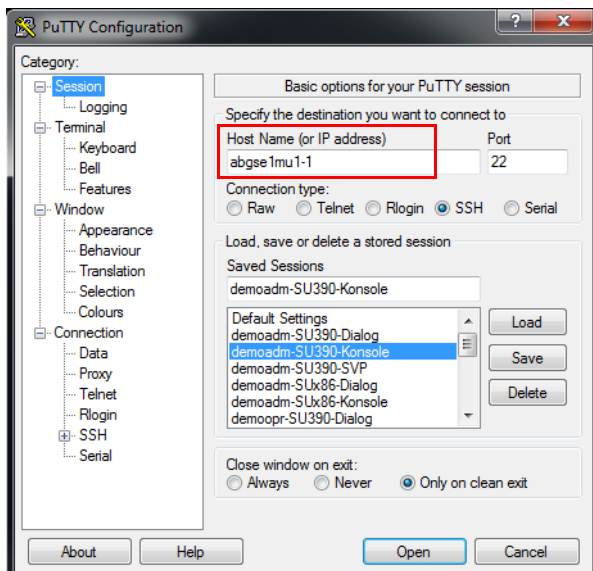 PuTTY Configuration
?
X
Category:
Session
Logging
Terminal
Keyboard
Bell
Features
Window
Appearance
Behaviour
Translation
Selection
Colours
Connection
Data
Proxy
Telnet
Rlogin
SSH
Serial
Basic options for your PuTTY session
Specify the destination you want to connect to
Host Name (or IP address) Port
abgse1mu1-1 22
Connection type:
Raw Telnet Rlogin SSH Serial
Load, save or delete a stored session
Saved Sessions
demoadm-SU390-Konsole
Default Settings
demoadm-SU390-Dialog
demoadm-SU390-Konsole
demoadm-SU390-SVP
demoadm-SUx86-Dialog
demoadm-SUx86-Konsole
demoopr-SU390-Dialog
Load
Save
Delete
Close window on exit:
Always Never Only on clean exit
About Help Open Cancel